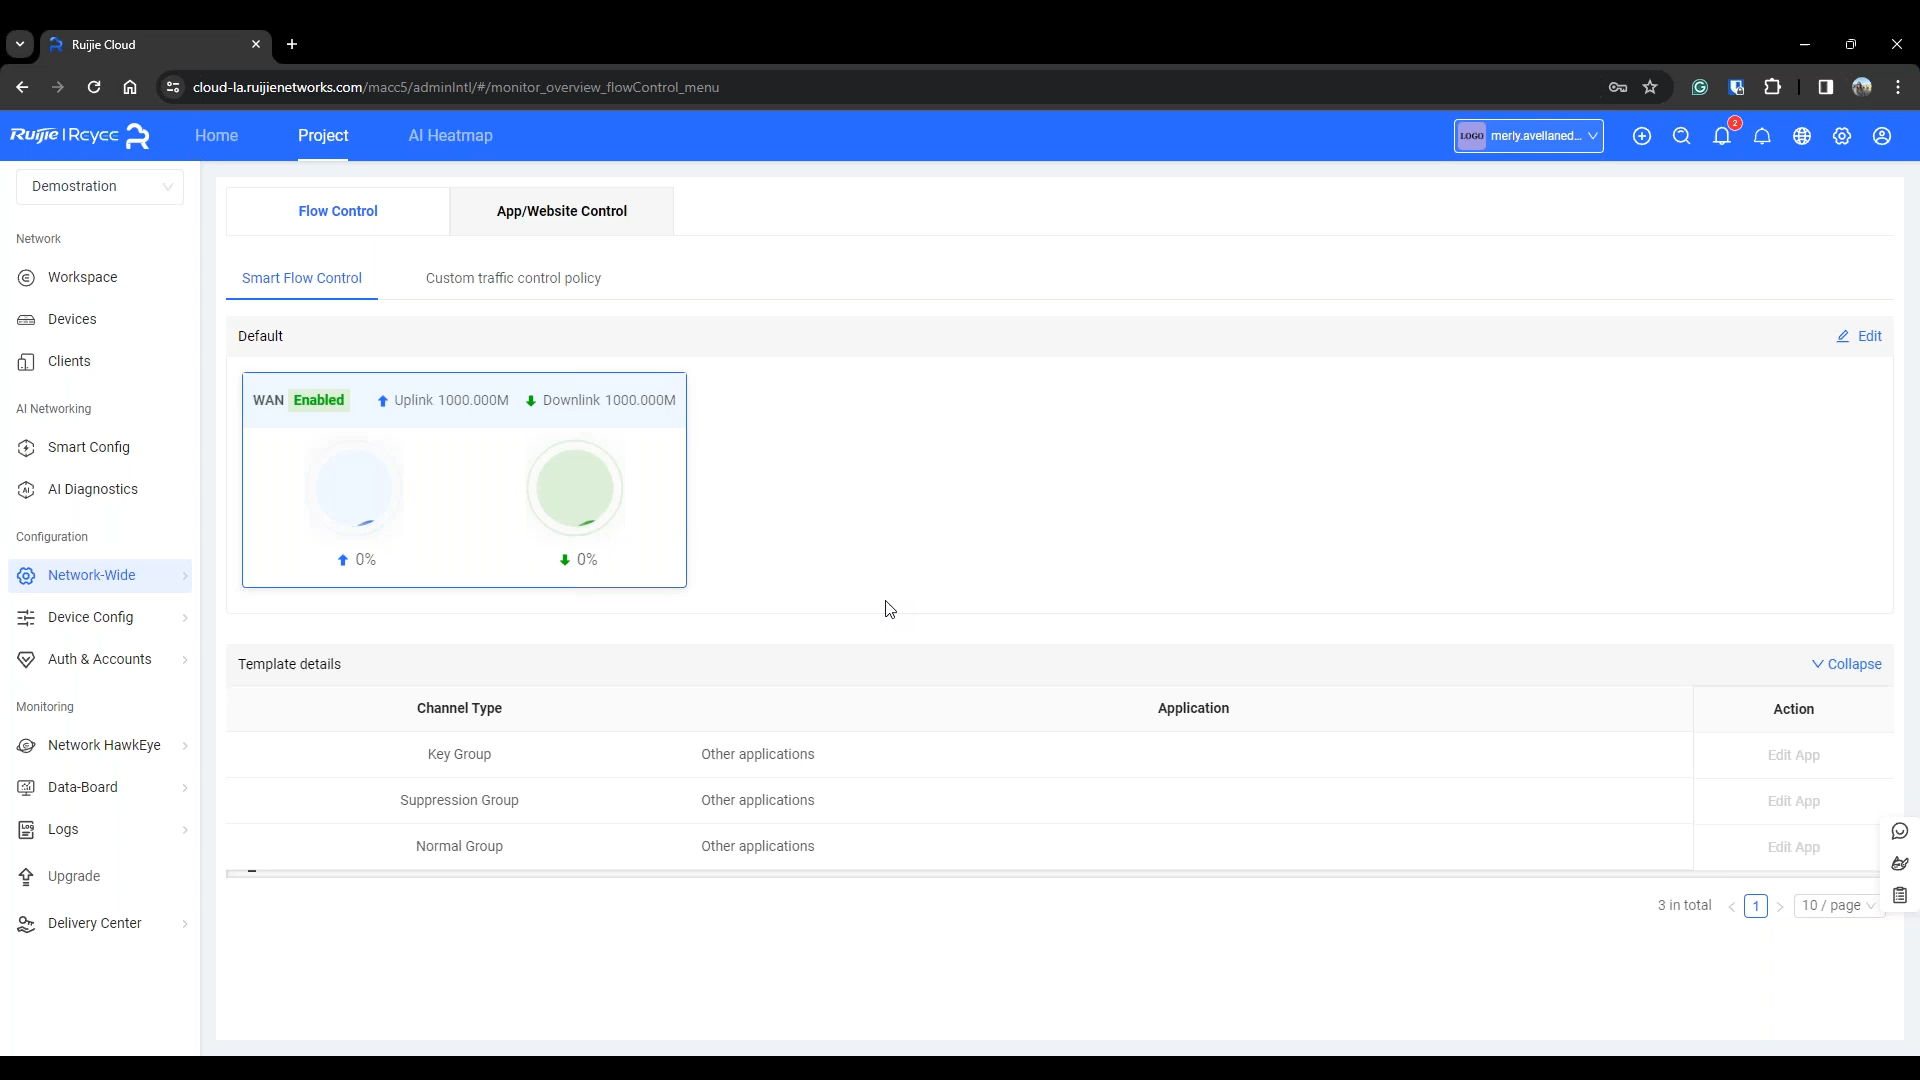 Ruijie Cloud
cloud-la.ruijienetworks.com/macc5/adminIntl/#/monitor_overview_flowControl_menu
Ruijie | Rcycc
Home
Project
AI Heatmap
LOGO
merly.avellaned...
2
Demostration
Network
Workspace
Devices
Clients
AI Networking
Smart Config
AI Diagnostics
Configuration
Network-Wide
Device Config
Auth & Accounts
Monitoring
Network HawkEye
Data-Board
Logs
Upgrade
Delivery Center
Flow Control
App/Website Control
Smart Flow Control
Custom traffic control policy
Default
Edit
WAN Enabled Uplink 1000.000M Downlink 1000.000M
0% 0%
Template details
Collapse
Channel Type Application Action
Key Group Other applications Edit App
Suppression Group Other applications Edit App
Normal Group Other applications Edit App
3 in total < 1 > 10 / page